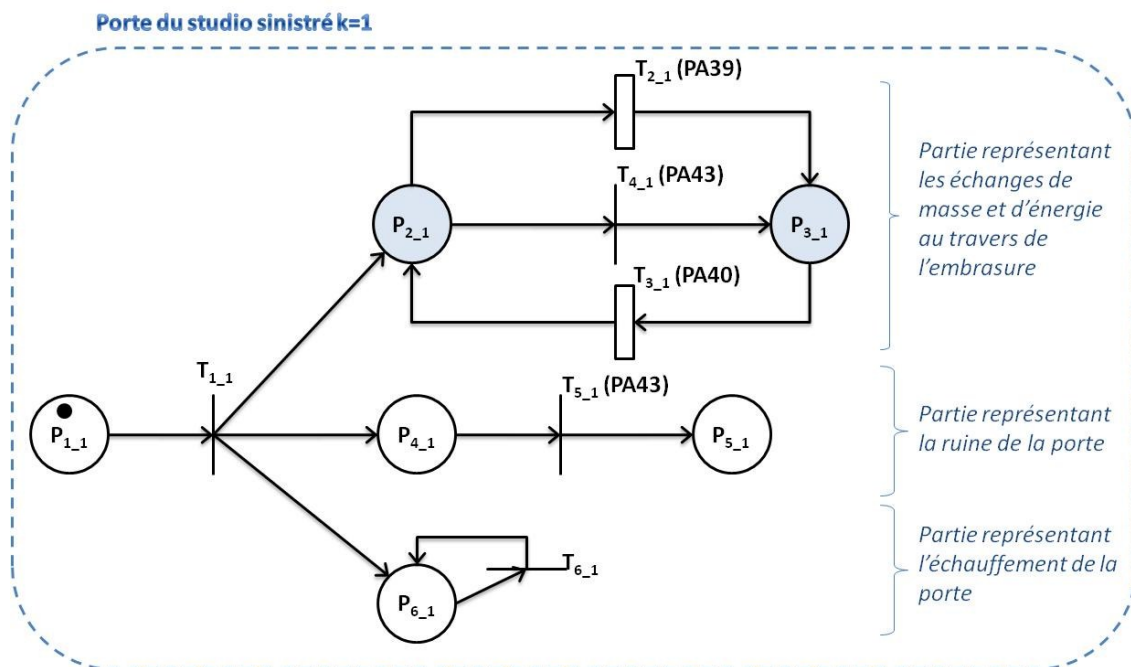 Porte du studio sinistré k=1
T2_1 (PA39)
T4_1 (PA43)
P2_1
P3_1
T3_1 (PA40)
Partie représentant
les échanges de
masse et d'énergie
au travers de
l'embrasure
T1_1
T5_1 (PA43)
P1_1
P4_1
P5_1
Partie représentant
la ruine de la porte
T6_1
P6_1
Partie représentant
l'échauffement de la
porte